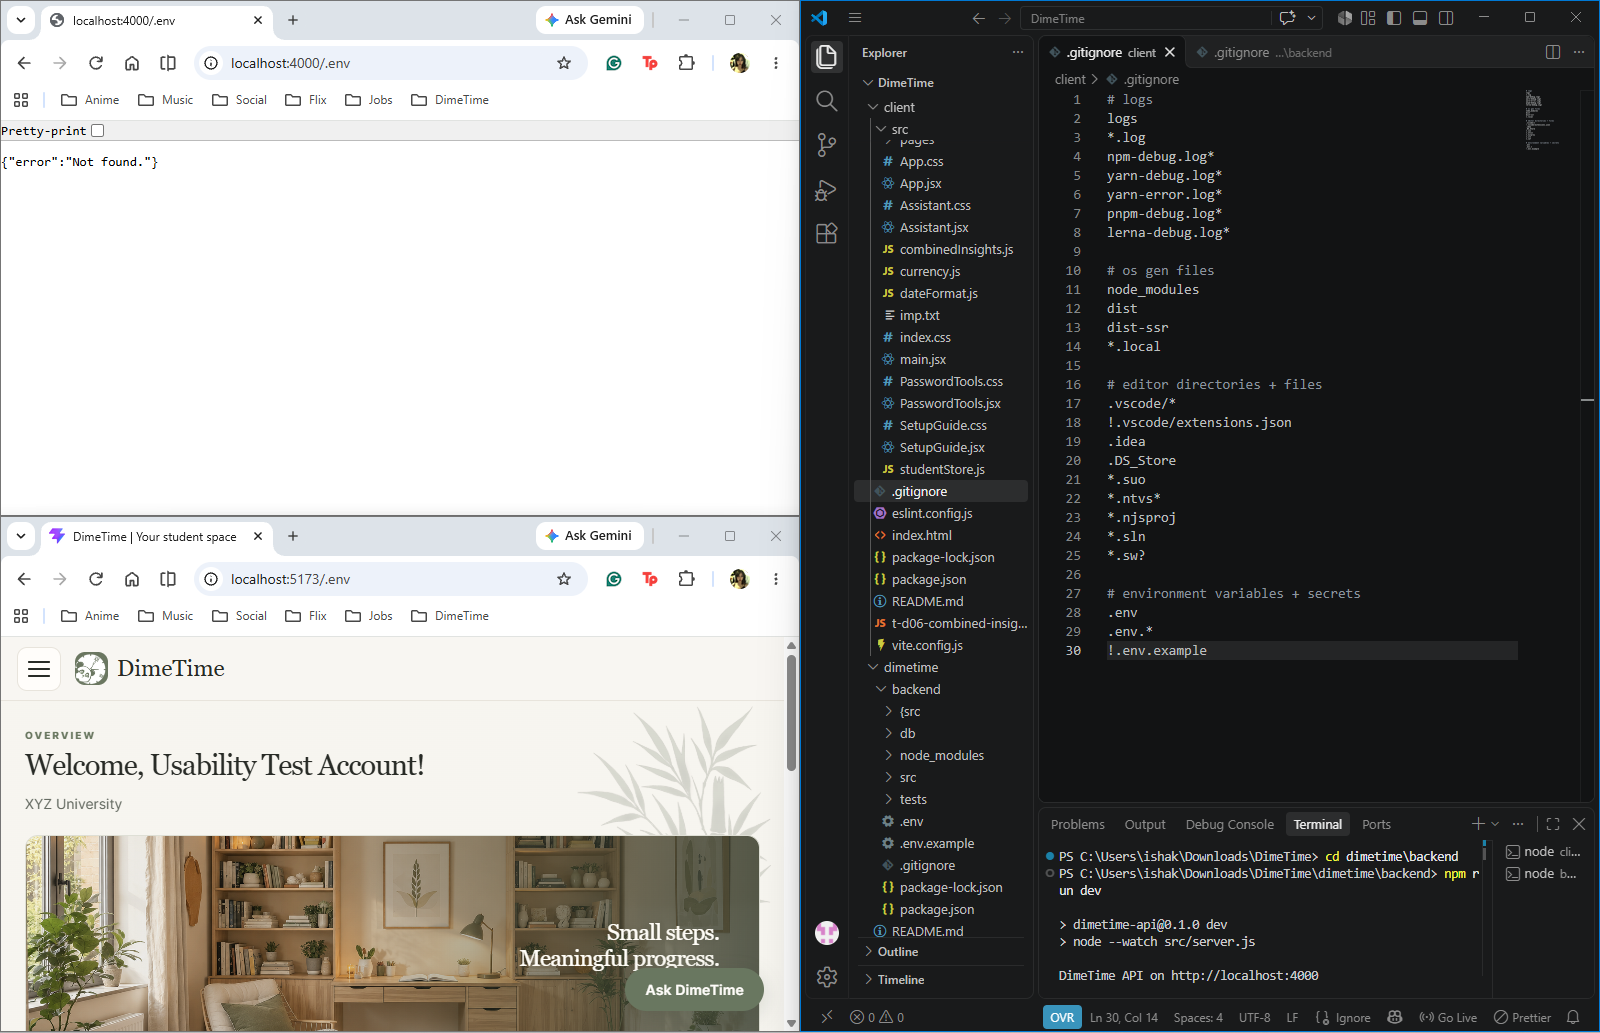 localhost:4000/.env
Ask Gemini
localhost:4000/.env
Tp
Anime
Music
Social
Flix
Jobs
DimeTime
Pretty-print
{"error":"Not found."}
DimeTime | Your student space
Ask Gemini
localhost:5173/.env
Tp
Anime
Music
Social
Flix
Jobs
DimeTime
DimeTime
OVERVIEW
Welcome, Usability Test Account!
XYZ University
Small steps.
Meaningful progress.
Ask DimeTime
DimeTime
Explorer
DimeTime
client
src
pages
# App.css
App.jsx
# Assistant.css
Assistant.jsx
JS combinedInsights.js
JS currency.js
JS dateFormat.js
imp.txt
# index.css
main.jsx
# PasswordTools.css
PasswordTools.jsx
# SetupGuide.css
SetupGuide.jsx
JS studentStore.js
.gitignore
eslint.config.js
<> index.html
{} package-lock.json
{} package.json
README.md
JS t-d06-combined-insig...
vite.config.js
dimetime
backend
{src
db
node_modules
src
tests
.env
.env.example
.gitignore
{} package-lock.json
{} package.json
README.md
Outline
Timeline
.gitignore client
.gitignore ...\backend
client > .gitignore
1 # logs
2 logs
3 *.log
4 npm-debug.log*
5 yarn-debug.log*
6 yarn-error.log*
7 pnpm-debug.log*
8 lerna-debug.log*
9
10 # os gen files
11 node_modules
12 dist
13 dist-ssr
14 *.local
15
16 # editor directories + files
17 .vscode/*
18 !.vscode/extensions.json
19 .idea
20 .DS_Store
21 *.suo
22 *.ntvs*
23 *.njsproj
24 *.sln
25 *.sw?
26
27 # environment variables + secrets
28 .env
29 .env.*
30 !.env.example
Problems
Output
Debug Console
Terminal
Ports
PS C:\Users\ishak\Downloads\DimeTime> cd dimetime\backend
PS C:\Users\ishak\Downloads\DimeTime\dimetime\backend> npm r
un dev
> dimetime-api@0.1.0 dev
> node --watch src/server.js
DimeTime API on http://localhost:4000
node cli...
node b...
0
0
OVR
Ln 30, Col 14
Spaces: 4
UTF-8
LF
Ignore
Go Live
Prettier